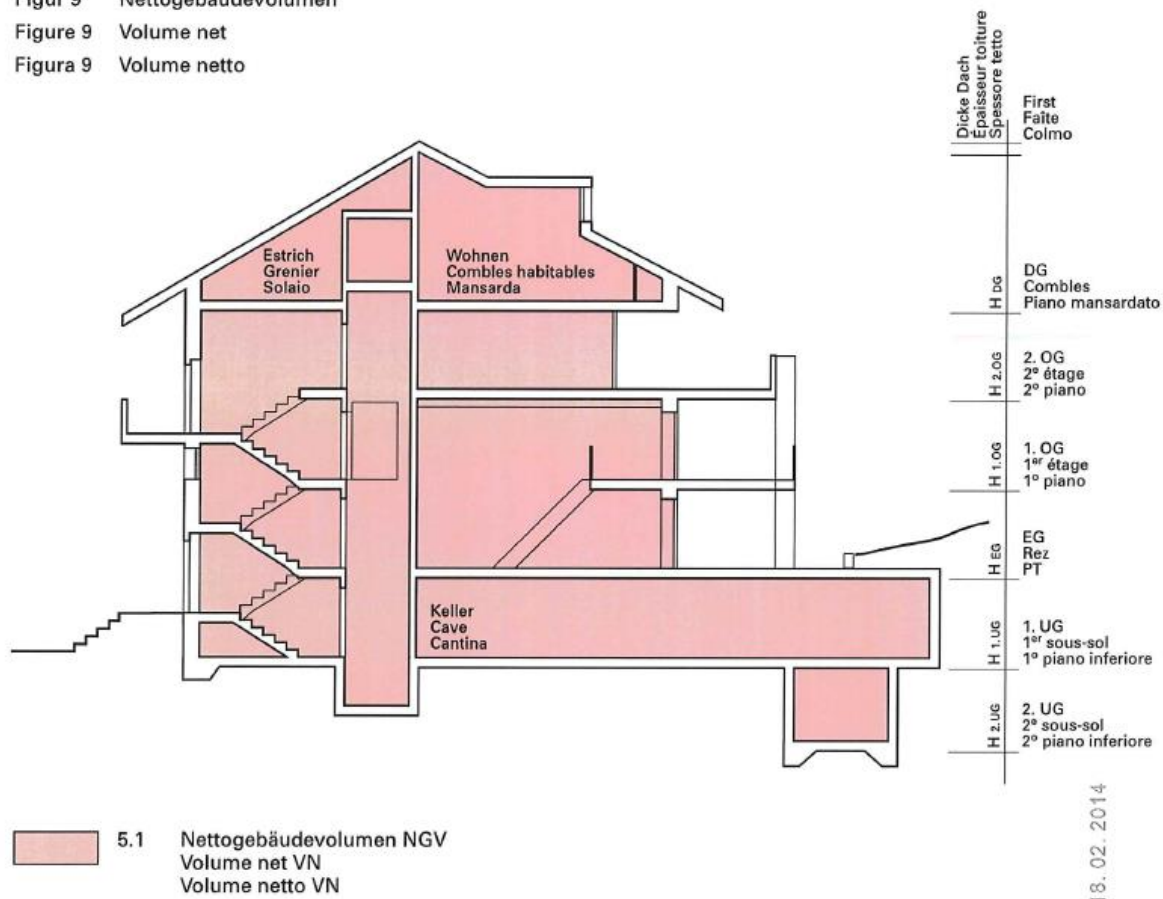 Figur 9 Nettogebäudevolumen
Figure 9 Volume net
Figura 9 Volume netto
Dicke Dach
Épaisseur toiture
Spessore tetto
First
Faîte
Colmo
Estrich
Grenier
Solaio
Wohnen
Combles habitables
Mansarda
H DG
DG
Combles
Piano mansardato
H 2.OG
2. OG
2e étage
2o piano
H 1.OG
1. OG
1er étage
1o piano
H EG
EG
Rez
PT
Keller
Cave
Cantina
H 1.UG
1. UG
1er sous-sol
1o piano inferiore
H 2.UG
2. UG
2e sous-sol
2o piano inferiore
5.1 Nettogebäudevolumen NGV
Volume net VN
Volume netto VN
8. 02. 2014